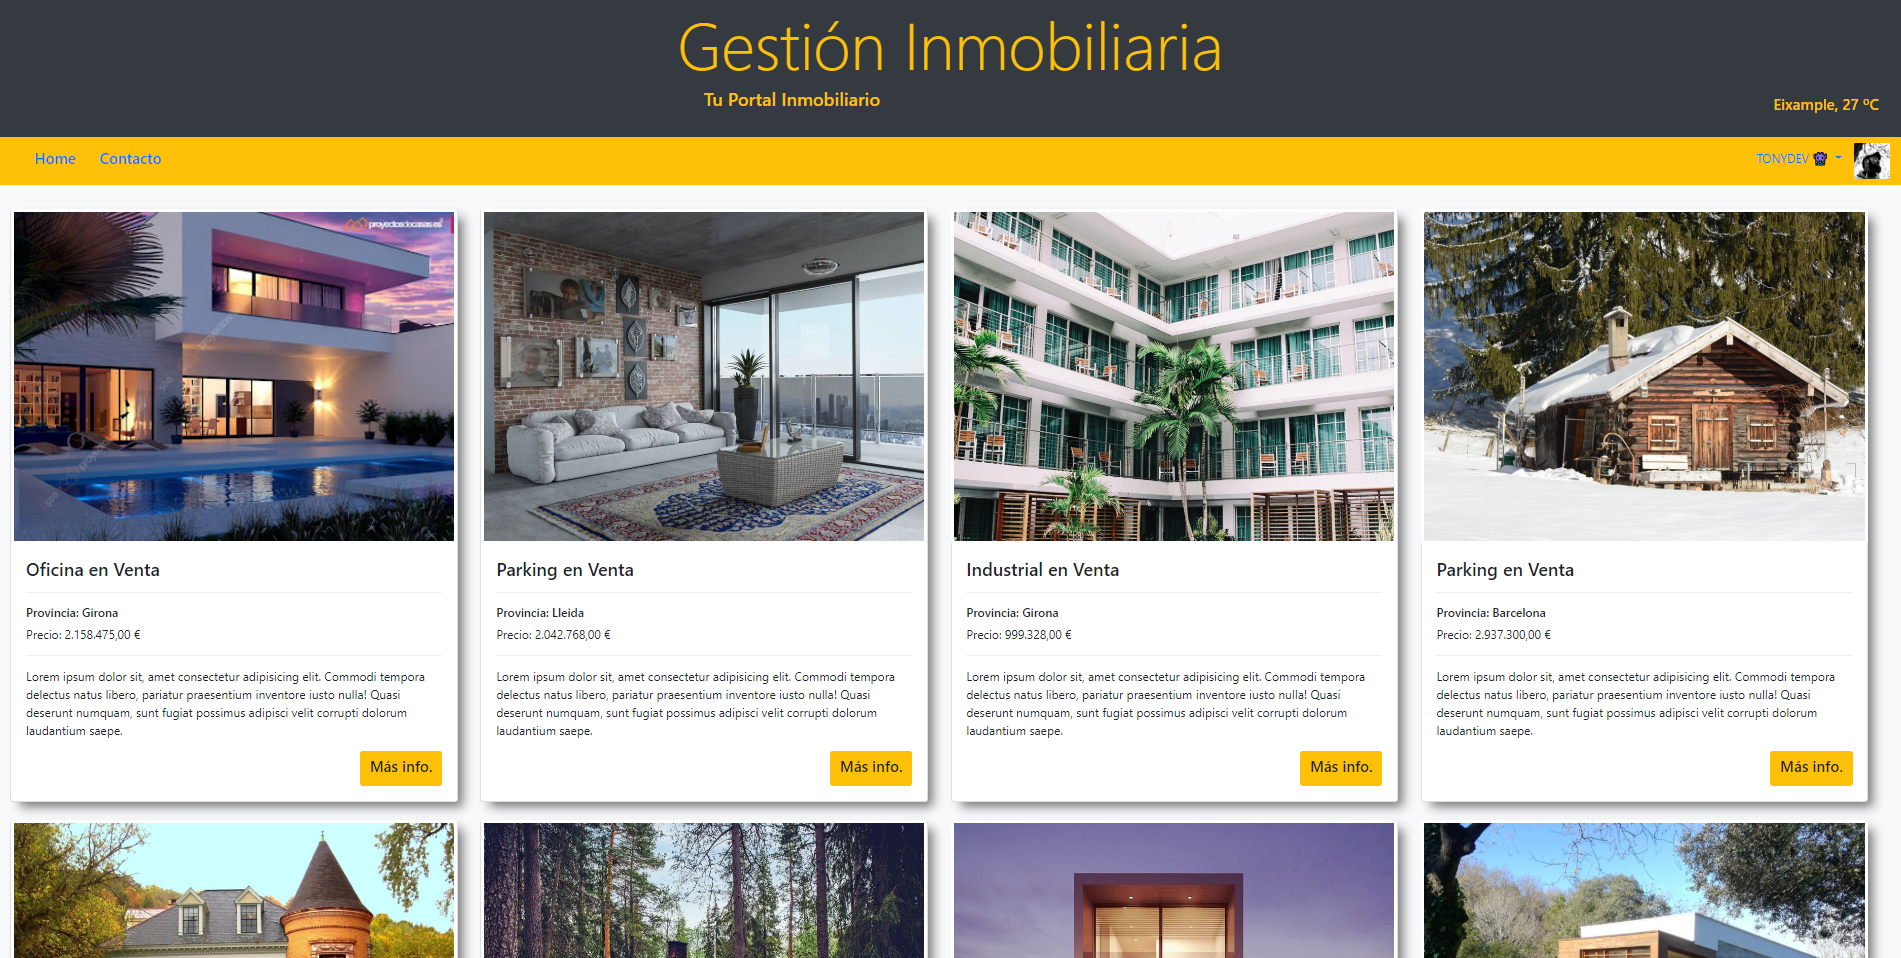 Gestión Inmobiliaria
Tu Portal Inmobiliario
Eixample, 27 ºC
Home
Contacto
TONYDEV
proyectosdecasas.es
Oficina en Venta
Provincia: Girona
Precio: 2.158.475,00 €
Lorem ipsum dolor sit, amet consectetur adipisicing elit. Commodi tempora
delectus natus libero, pariatur praesentium inventore iusto nulla! Quasi
deserunt numquam, sunt fugiat possimus adipisci velit corrupti dolorum
laudantium saepe.
Más info.
Parking en Venta
Provincia: Lleida
Precio: 2.042.768,00 €
Lorem ipsum dolor sit, amet consectetur adipisicing elit. Commodi tempora
delectus natus libero, pariatur praesentium inventore iusto nulla! Quasi
deserunt numquam, sunt fugiat possimus adipisci velit corrupti dolorum
laudantium saepe.
Más info.
Industrial en Venta
Provincia: Girona
Precio: 999.328,00 €
Lorem ipsum dolor sit, amet consectetur adipisicing elit. Commodi tempora
delectus natus libero, pariatur praesentium inventore iusto nulla! Quasi
deserunt numquam, sunt fugiat possimus adipisci velit corrupti dolorum
laudantium saepe.
Más info.
Parking en Venta
Provincia: Barcelona
Precio: 2.937.300,00 €
Lorem ipsum dolor sit, amet consectetur adipisicing elit. Commodi tempora
delectus natus libero, pariatur praesentium inventore iusto nulla! Quasi
deserunt numquam, sunt fugiat possimus adipisci velit corrupti dolorum
laudantium saepe.
Más info.